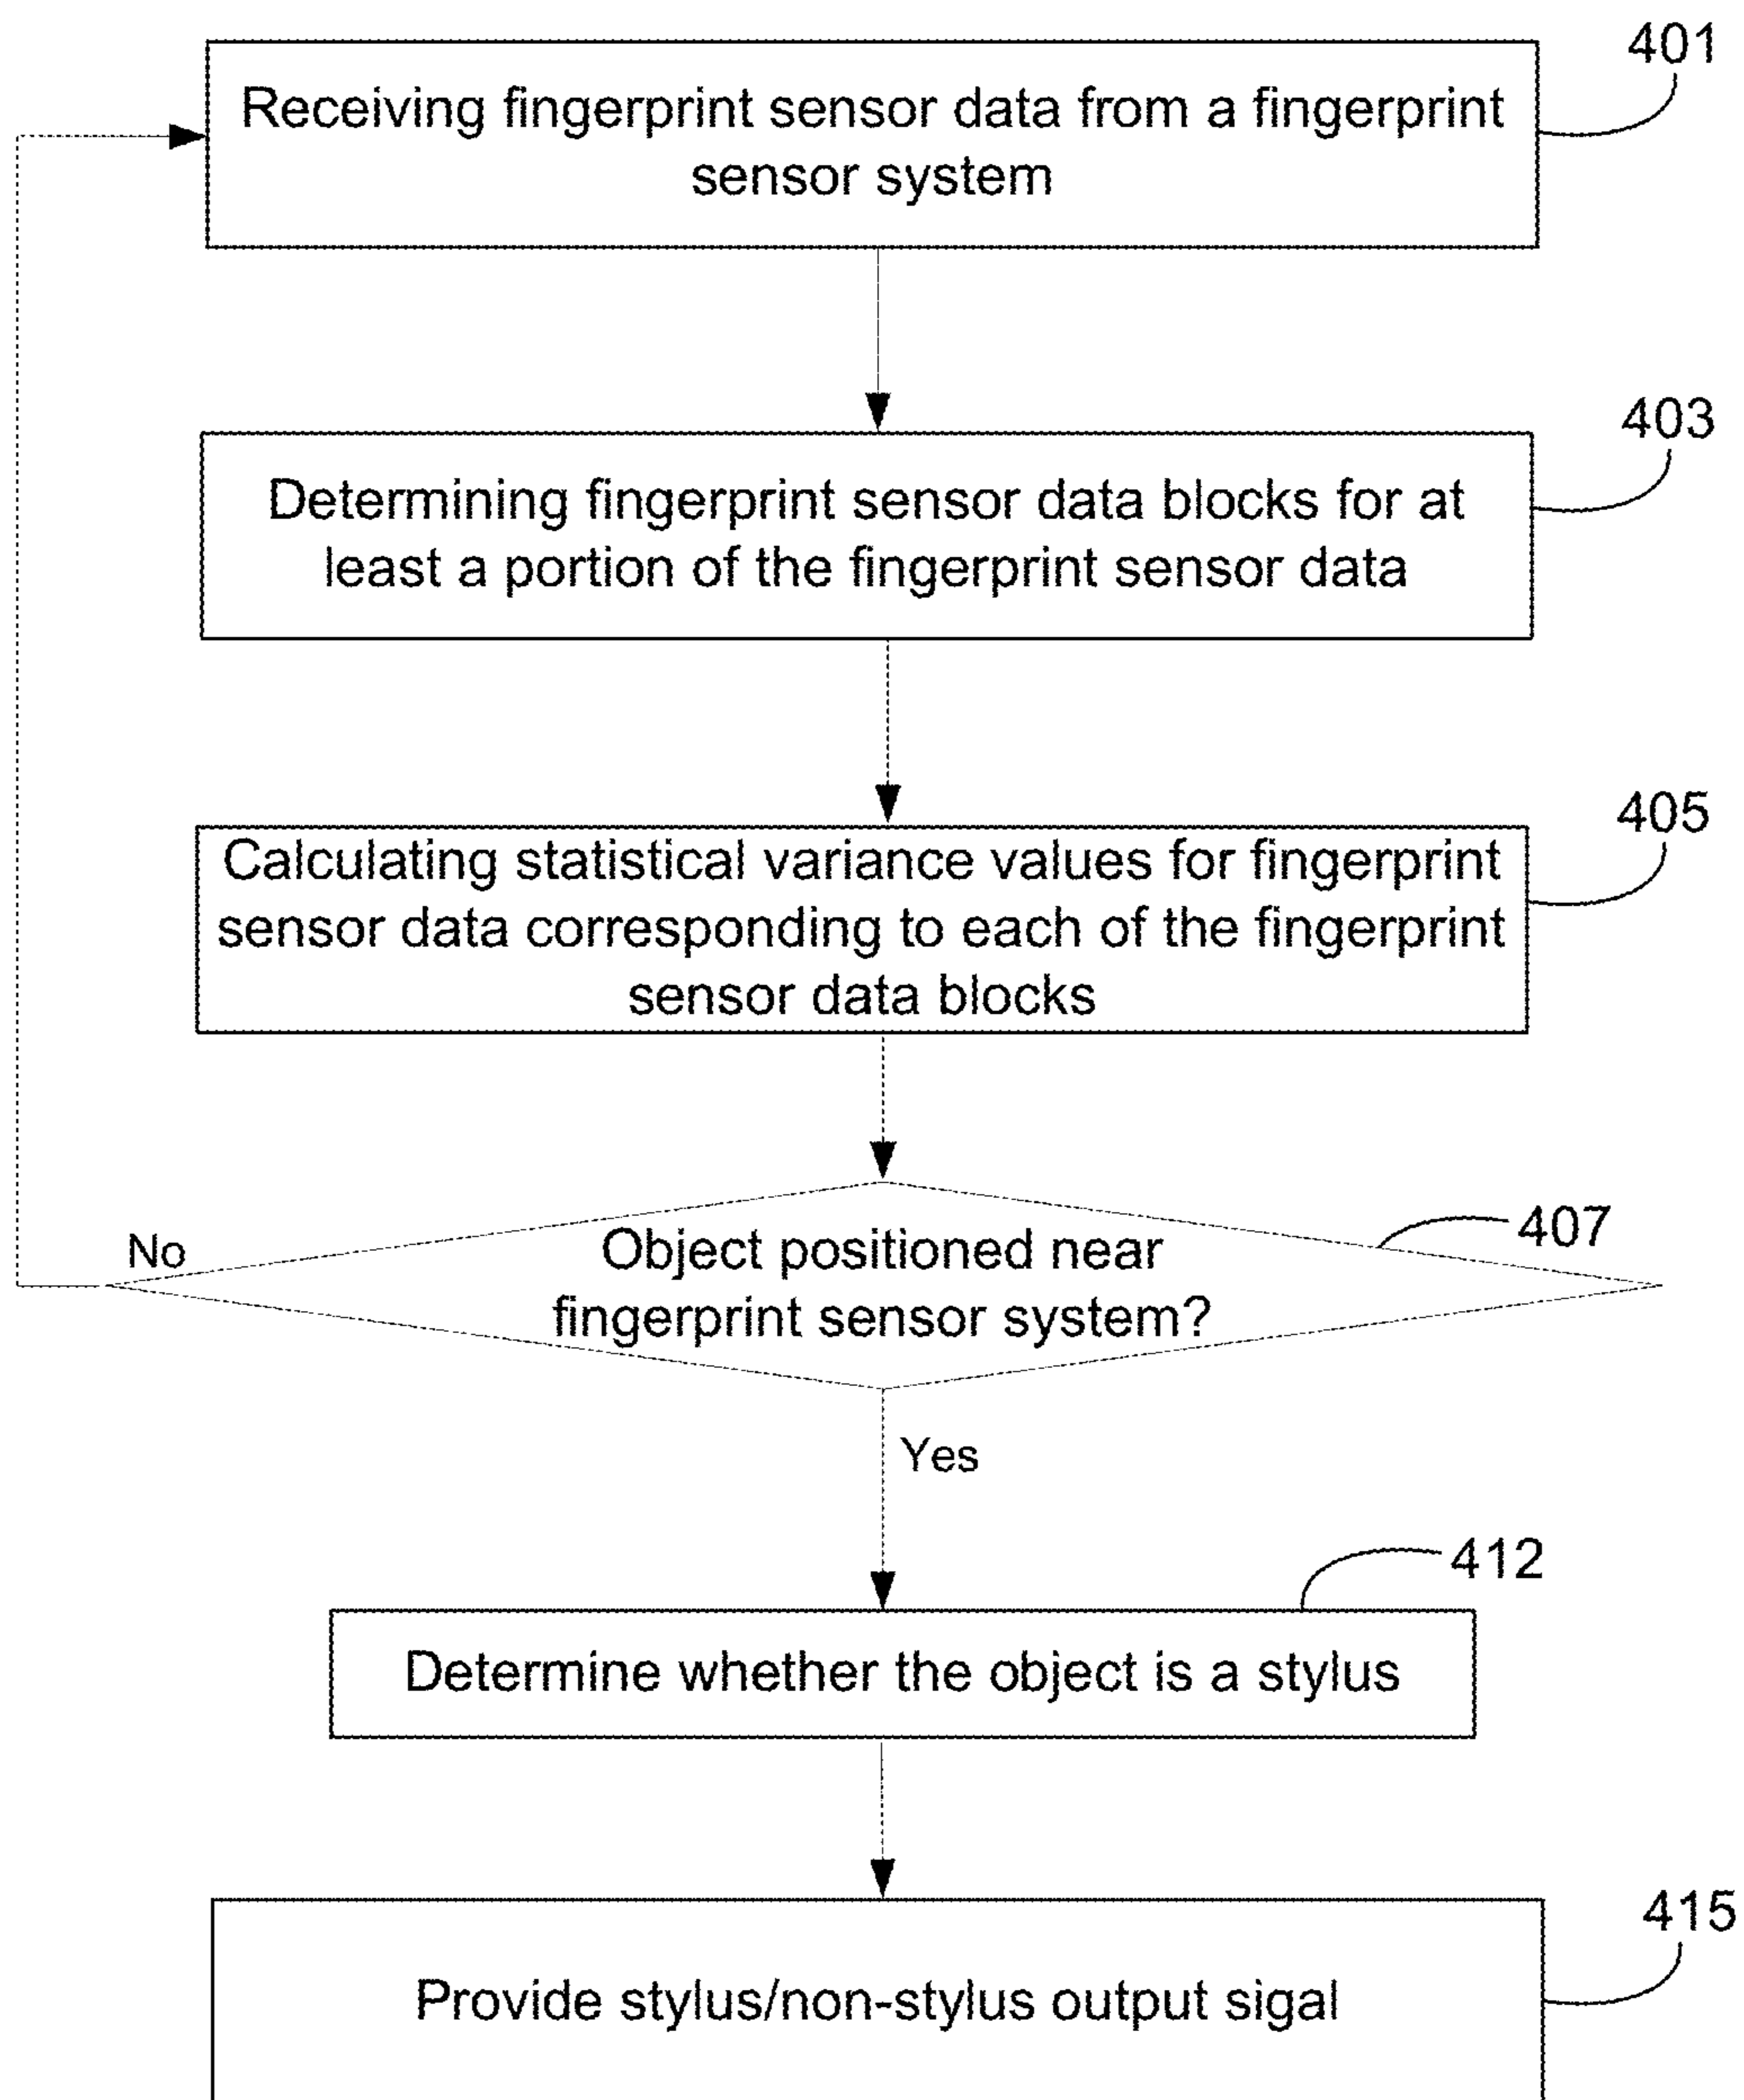 401
Receiving fingerprint sensor data from a fingerprint
sensor system
403
Determining fingerprint sensor data blocks for at
least a portion of the fingerprint sensor data
405
Calculating statistical variance values for fingerprint
sensor data corresponding to each of the fingerprint
sensor data blocks
407
No
Object positioned near
fingerprint sensor system?
Yes
412
Determine whether the object is a stylus
415
Provide stylus/non-stylus output sigal